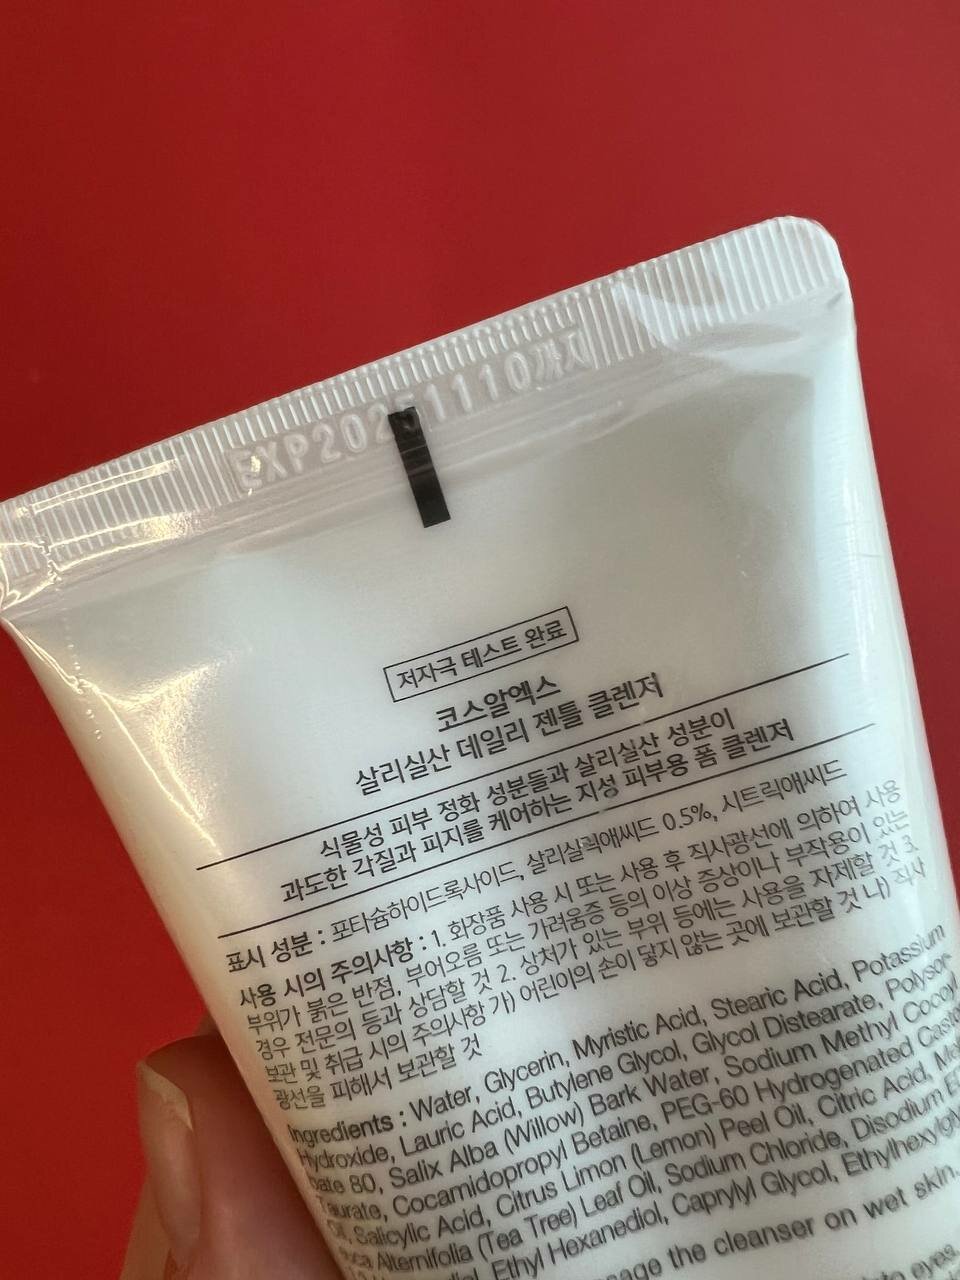 EXP20251110까지
저자극 테스트 완료
코스알엑스
살리실산 데일리 젠틀 클렌저
식물성 피부 정화 성분들과 살리실산 성분이
과도한 각질과 피지를 케어하는 지성 피부용 폼 클렌저
표시 성분 : 포타슘하이드록사이드, 살리실릭애씨드 0.5%, 시트릭애씨드
사용 시의 주의사항 : 1. 화장품 사용 시 또는 사용 후 직사광선에 의하여 사용
부위가 붉은 반점, 부어오름 또는 가려움증 등의 이상 증상이나 부작용이 있는
경우 전문의 등과 상담할 것 2. 상처가 있는 부위 등에는 사용을 자제할 것 3.
보관 및 취급 시의 주의사항 가) 어린이의 손이 닿지 않는 곳에 보관할 것 나) 직사
광선을 피해서 보관할 것
Ingredients : Water, Glycerin, Myristic Acid, Stearic Acid, Potassium
Hydroxide, Lauric Acid, Butylene Glycol, Glycol Distearate, Polysor-
bate 80, Salix Alba (Willow) Bark Water, Sodium Methyl Cocoyl
Taurate, Cocamidopropyl Betaine, PEG-60 Hydrogenated
Oil, Salicylic Acid, Citrus Limon (Lemon) Peel Oil, Citric Acid,
Alternifolia (Tea Tree) Leaf Oil, Sodium Chloride, Disodium
Ethyl Hexanediol, Caprylyl Glycol,
the cleanser on wet skin.
eyes.